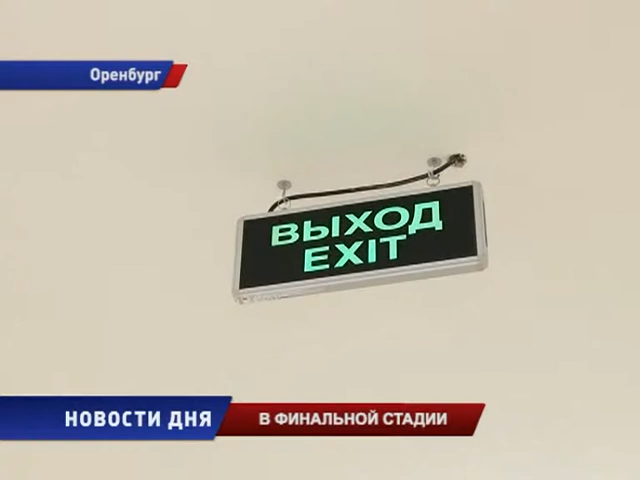 Оренбург
ВЫХОД
EXIT
НОВОСТИ ДНЯ
В ФИНАЛЬНОЙ СТАДИИ